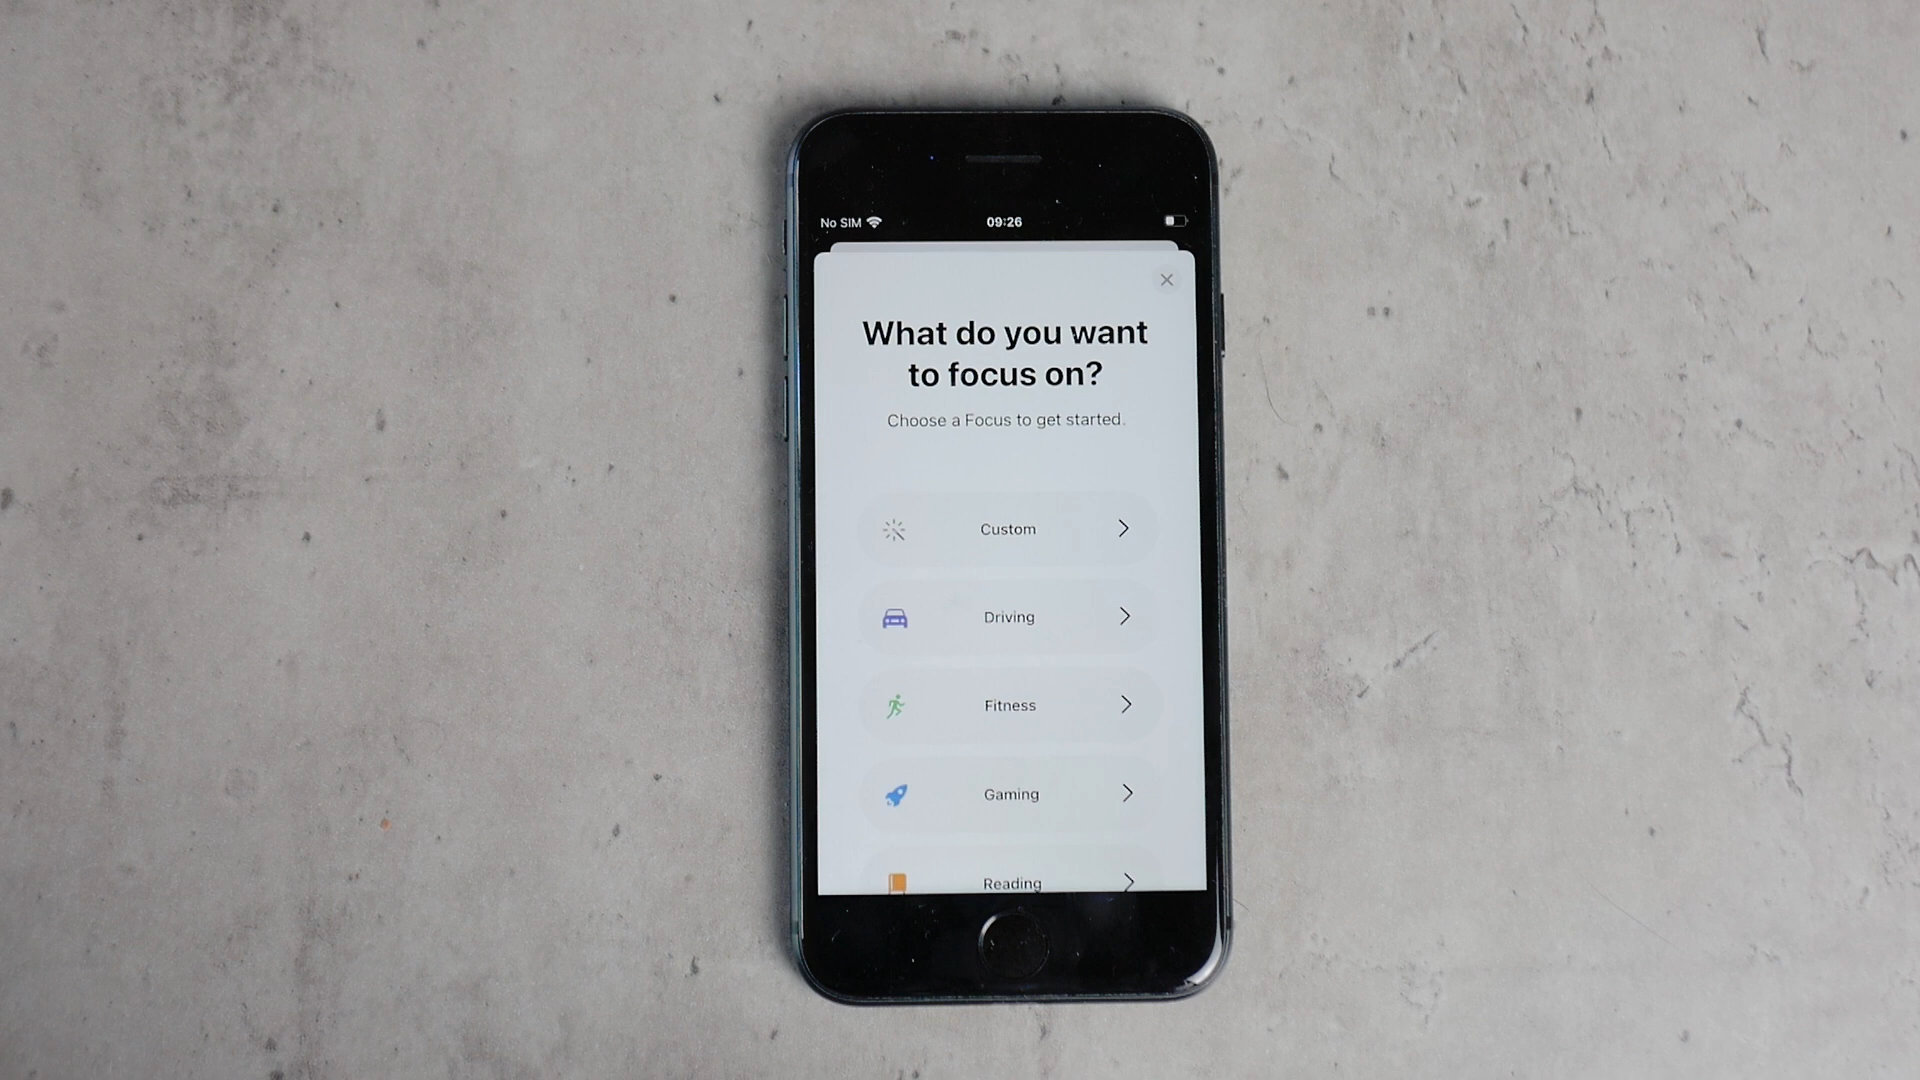 No SIM 09:26
What do you want
to focus on?
Choose a Focus to get started.
Custom
Driving
Fitness
Gaming
Reading